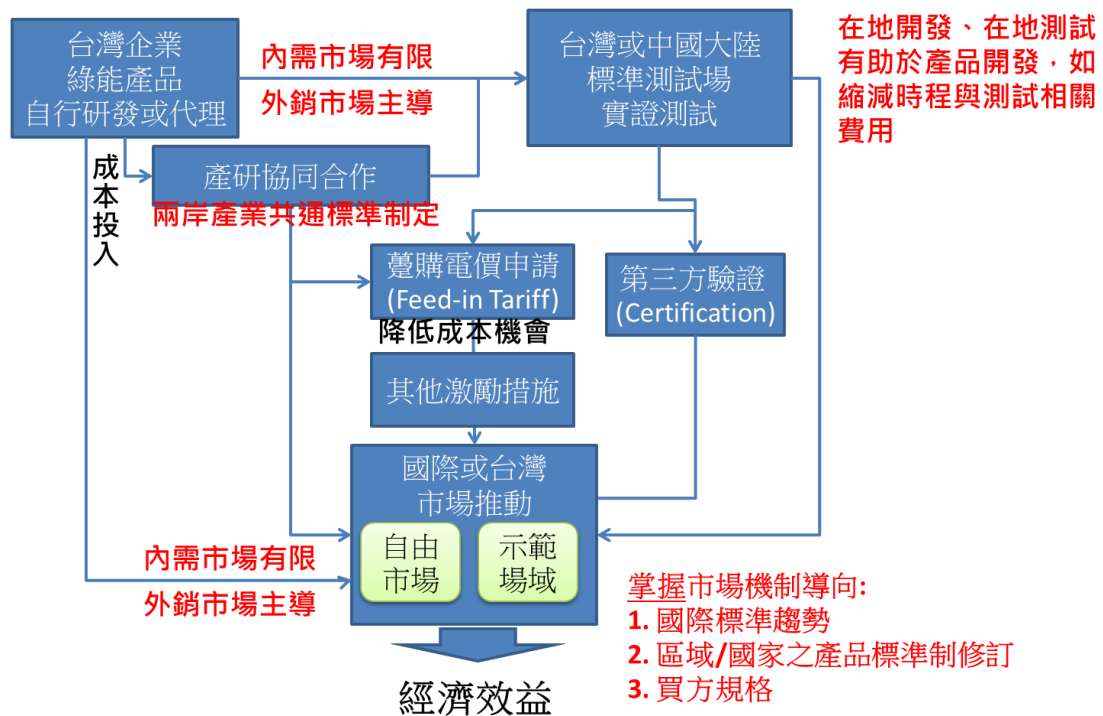 台灣企業
綠能產品
自行研發或代理
內需市場有限
外銷市場主導
台灣或中國大陸
標準測試場
實證測試
在地開發、在地測試
有助於產品開發，如
縮減時程與測試相關
費用
成本投入
產研協同合作
兩岸產業共通標準制定
躉購電價申請
(Feed-in Tariff)
降低成本機會
第三方驗證
(Certification)
其他激勵措施
國際或台灣
市場推動
自由
市場
示範
場域
內需市場有限
外銷市場主導
掌握市場機制導向:
1. 國際標準趨勢
2. 區域/國家之產品標準制修訂
3. 買方規格
經濟效益